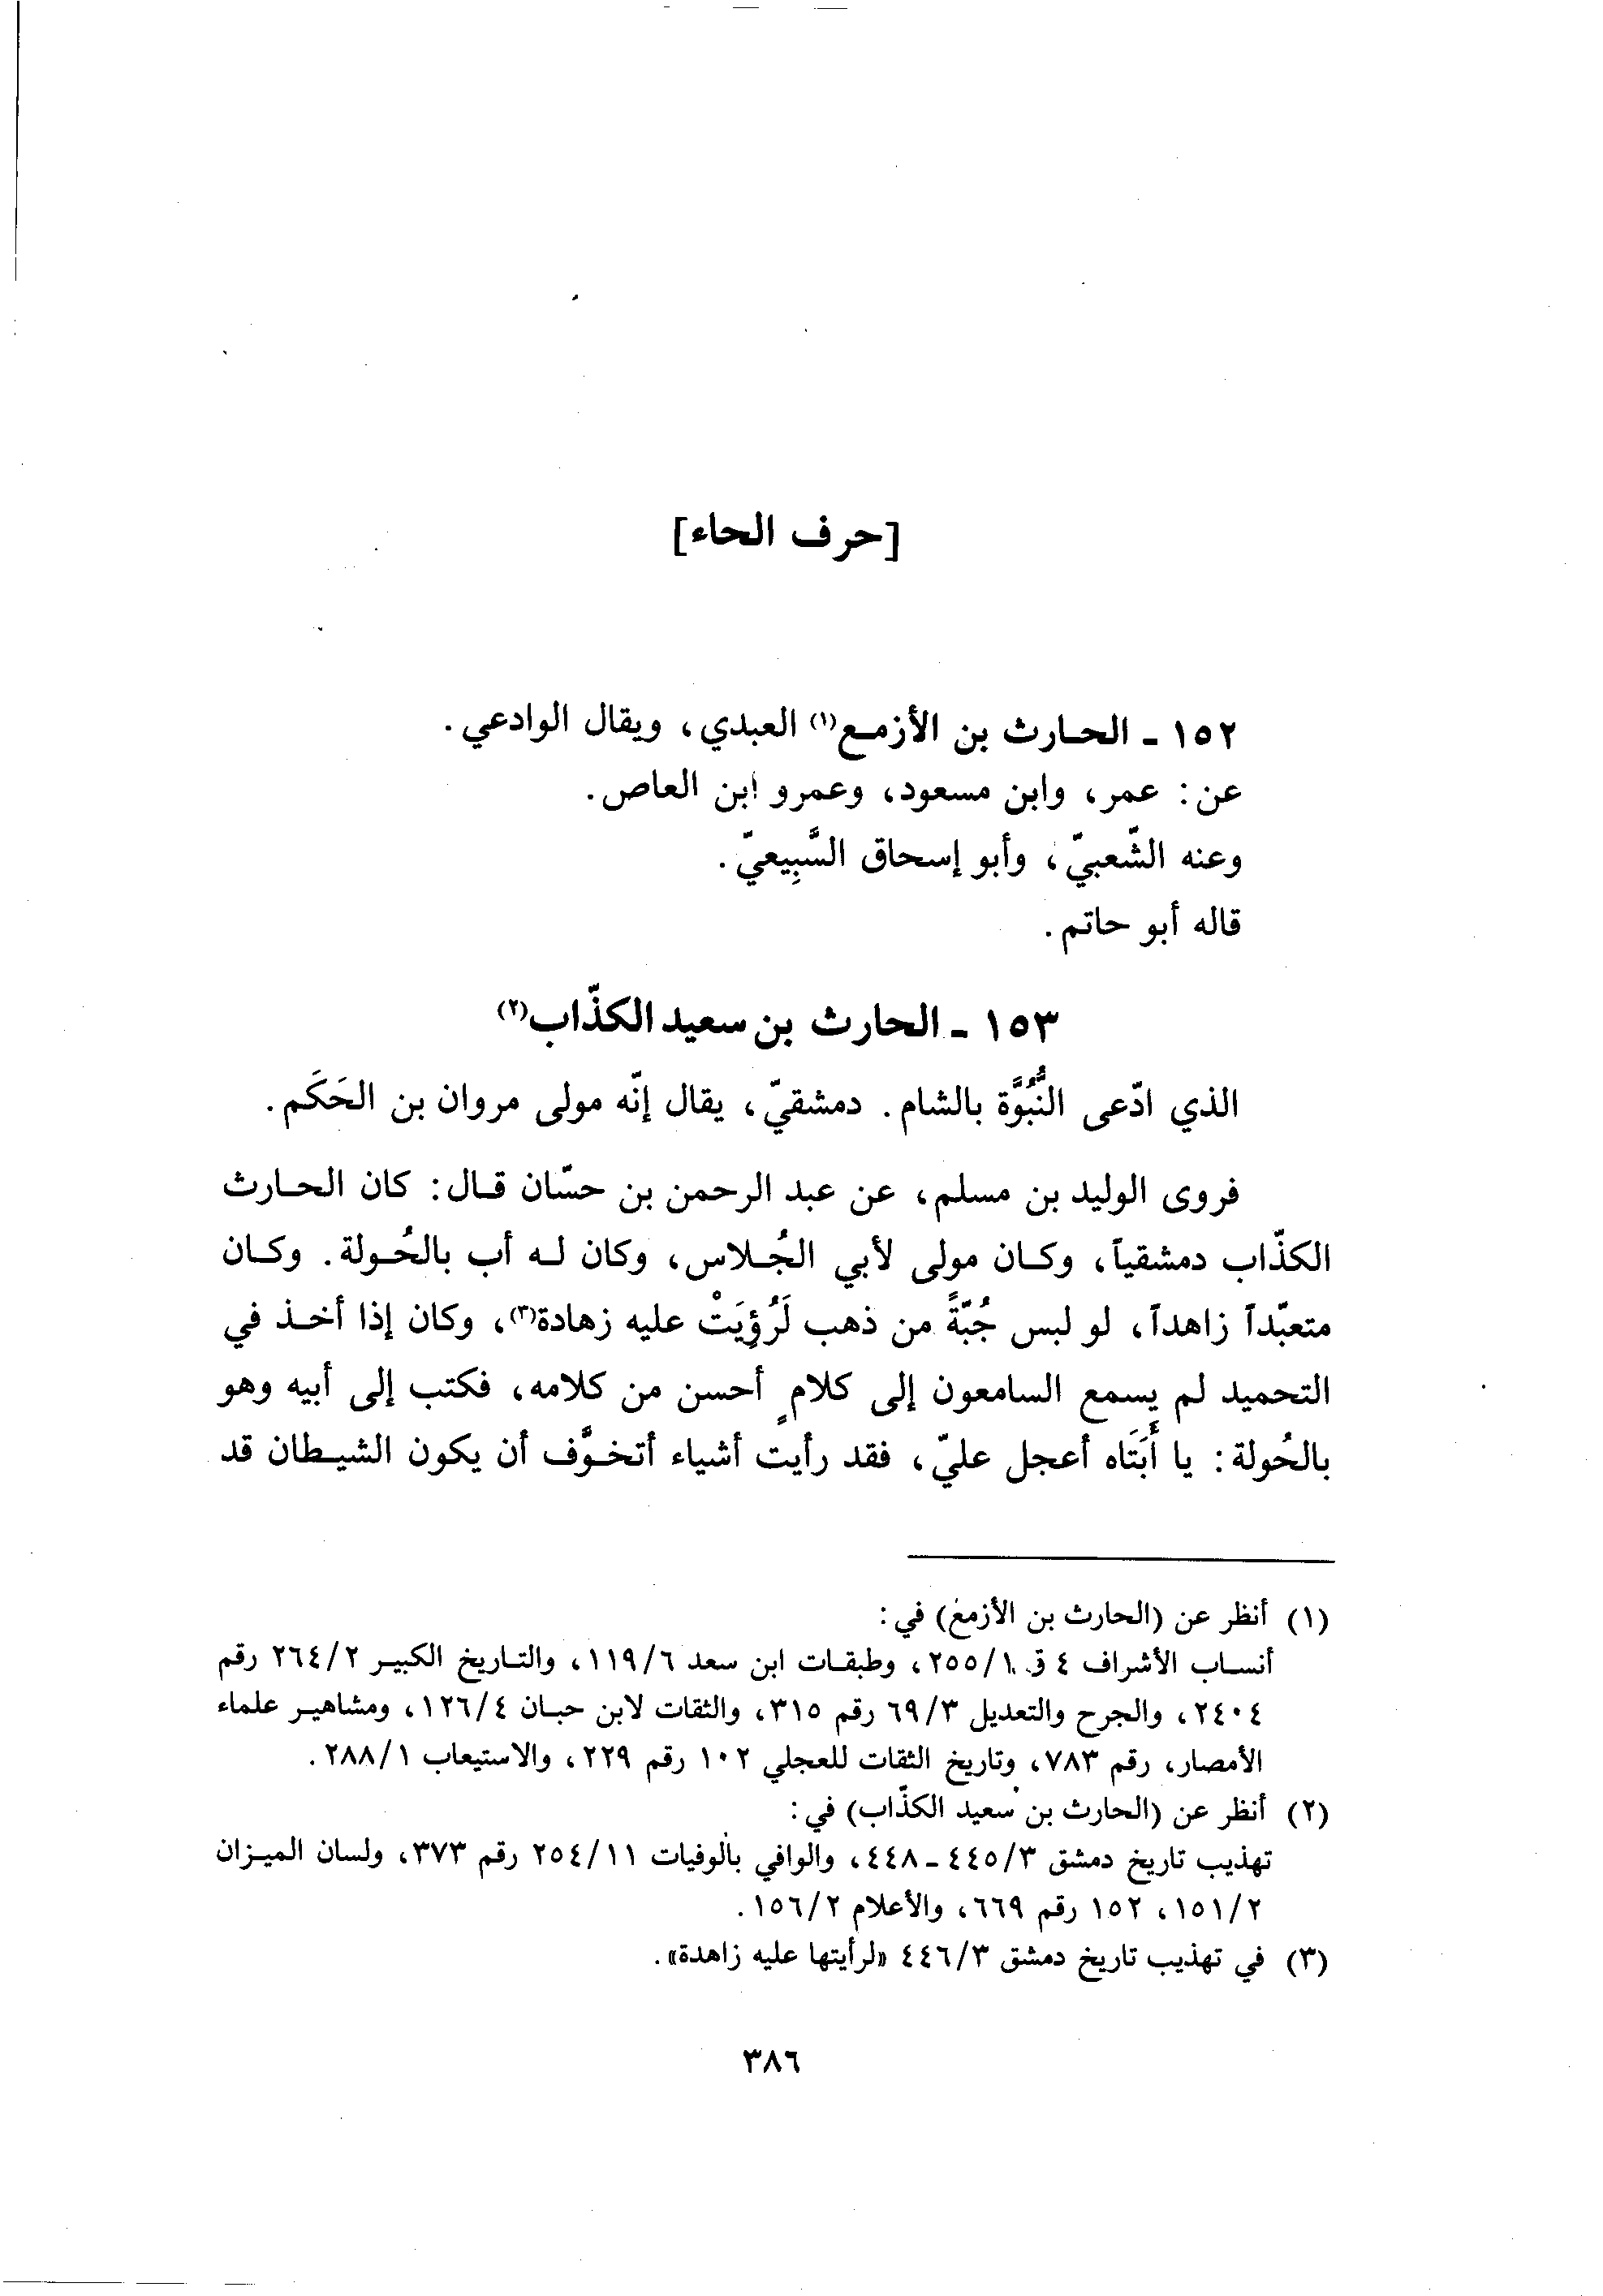 [حرف الحاء]
١٥٢ ـ الحارث بن الأزمع(١) العبدي، ويقال الوادعي.
عن: عمر، وابن مسعود، وعمرو ابن العاص.
وعنه الشّعبيّ، وأبو إسحاق السَّبِيعيّ.
قاله أبو حاتم.
١٥٣ ـ الحارث بن سعيد الكذّاب(٢)
الذي ادّعى النُّبُوَّة بالشام. دمشقيّ، يقال إنّه مولى مروان بن الحَكَم.
فروى الوليد بن مسلم، عن عبد الرحمن بن حسّان قال: كان الحارث
الكذّاب دمشقياً، وكان مولى لأبي الجُلاس، وكان له أب بالحُولة. وكان
متعبّداً زاهداً، لو لبس جُبّةً من ذهب لَرُؤِيَتْ عليه زهادة(٣)، وكان إذا أخذ في
التحميد لم يسمع السامعون إلى كلامٍ أحسن من كلامه، فكتب إلى أبيه وهو
بالحُولة: يا أَبَتَاه أعجل عليّ، فقد رأيت أشياء أتخوَّف أن يكون الشيطان قد
(١) أنظر عن (الحارث بن الأزمع) في:
أنساب الأشراف ٤ ق ٢٥٥/١، وطبقات ابن سعد ١١٩/٦، والتاريخ الكبير ٢٦٤/٢ رقم
٢٤٠٤، والجرح والتعديل ٦٩/٣ رقم ٣١٥، والثقات لابن حبان ١٢٦/٤، ومشاهير علماء
الأمصار، رقم ٧٨٣، وتاريخ الثقات للعجلي ١٠٢ رقم ٢٢٩، والاستيعاب ٢٨٨/١.
(٢) أنظر عن (الحارث بن سعيد الكذّاب) في:
تهذيب تاريخ دمشق ٤٤٥/٣ ـ ٤٤٨، والوافي بالوفيات ٢٥٤/١١ رقم ٣٧٣، ولسان الميزان
١٥١/٢، ١٥٢ رقم ٦٦٩، والأعلام ١٥٦/٢.
(٣) في تهذيب تاريخ دمشق ٤٤٦/٣ «لرأيتها عليه زاهدة».
٣٨٦